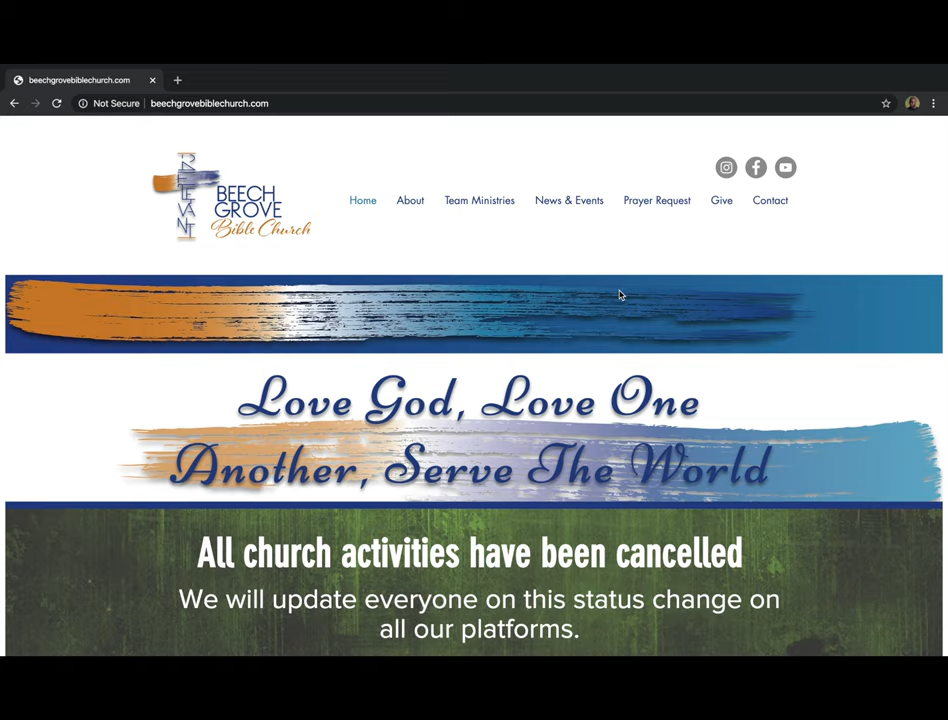 beechgrovebiblechurch.com
Not Secure
beechgrovebiblechurch.com
RELEVANT
BEECH
GROVE
Bible Church
Home About Team Ministries News & Events Prayer Request Give Contact
Love God, Love One
Another, Serve The World
All church activities have been cancelled
We will update everyone on this status change on
all our platforms.